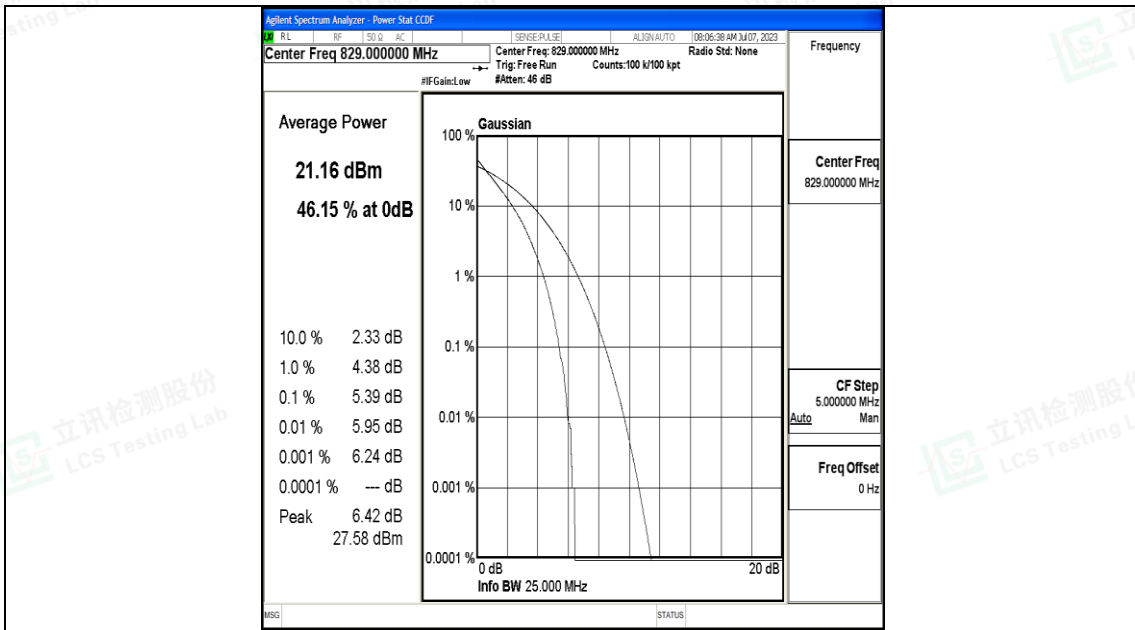 Agilent Spectrum Analyzer - Power Stat CCDF
RL RF 50 Ω AC SENSE:PULSE ALIGN AUTO 08:06:38 AM Jul 07, 2023
Center Freq 829.000000 MHz
Center Freq: 829.000000 MHz Radio Std: None
Trig: Free Run Counts:100 k/100 kpt
#IFGain:Low #Atten: 46 dB
Frequency
Average Power
21.16 dBm
46.15 % at 0dB
10.0 % 2.33 dB
1.0 % 4.38 dB
0.1 % 5.39 dB
0.01 % 5.95 dB
0.001 % 6.24 dB
0.0001 % --- dB
Peak 6.42 dB
27.58 dBm
Gaussian
100 %
10 %
1 %
0.1 %
0.01 %
0.001 %
0.0001 %
0 dB 20 dB
Info BW 25.000 MHz
Center Freq
829.000000 MHz
CF Step
5.000000 MHz
Auto Man
Freq Offset
0 Hz
MSG STATUS
立讯检测股份
LCS Testing Lab
立讯检测股份
LCS Testing L